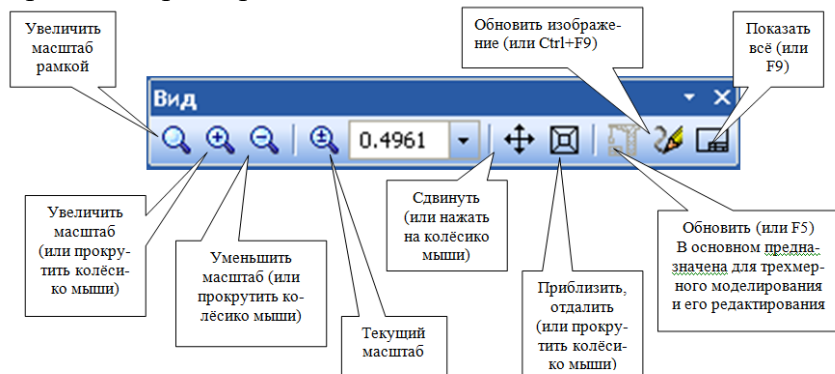 Увеличить
масштаб
рамкой
Обновить изображе-
ние (или Ctrl+F9)
Показать
всё (или
F9)
Вид
0.4961
Увеличить
масштаб
(или прокру-
тить колёси-
ко мыши)
Уменьшить
масштаб (или
прокрутить ко-
лёсико мыши)
Текущий
масштаб
Сдвинуть
(или нажать
на колёсико
мыши)
Приблизить,
отдалить
(или прокру-
тить колёси-
ко мыши)
Обновить (или F5)
В основном предна-
значена для трехмер-
ного моделирования
и его редактирования